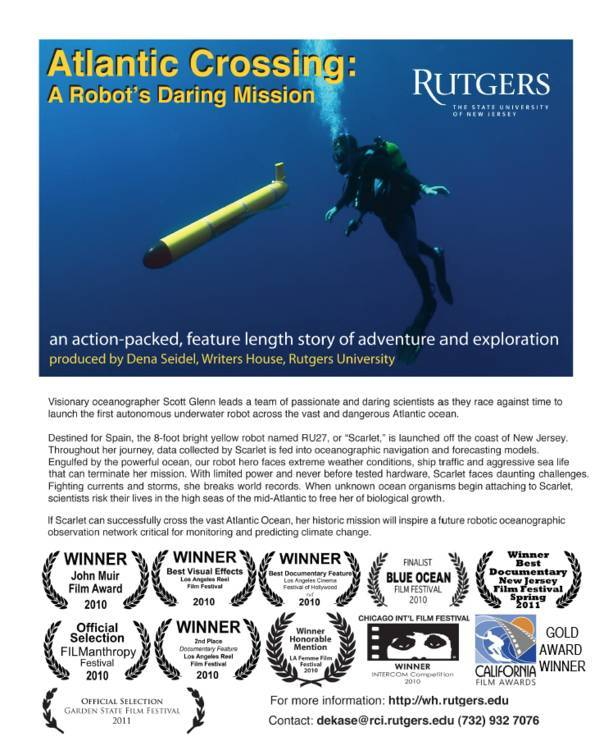 Atlantic Crossing:
A Robot's Daring Mission
RUTGERS
THE STATE UNIVERSITY
OF NEW JERSEY
an action-packed, feature length story of adventure and exploration
produced by Dena Seidel, Writers House, Rutgers University
Visionary oceanographer Scott Glenn leads a team of passionate and daring scientists as they race against time to
launch the first autonomous underwater robot across the vast and dangerous Atlantic ocean.
Destined for Spain, the 8-foot bright yellow robot named RU27, or "Scarlet," is launched off the coast of New Jersey.
Throughout her journey, data collected by Scarlet is fed into oceanographic navigation and forecasting models.
Engulfed by the powerful ocean, our robot hero faces extreme weather conditions, ship traffic and aggressive sea life
that can terminate her mission. With limited power and never before tested hardware, Scarlet faces daunting challenges.
Fighting currents and storms, she breaks world records. When unknown ocean organisms begin attaching to Scarlet,
scientists risk their lives in the high seas of the mid-Atlantic to free her of biological growth.
If Scarlet can successfully cross the vast Atlantic Ocean, her historic mission will inspire a future robotic oceanographic
observation network critical for monitoring and predicting climate change.
WINNER
John Muir
Film Award
2010
WINNER
Best Visual Effects
Los Angeles Reel
Film Festival
2010
WINNER
Best Documentary Feature
Los Angeles Cinema
Festival of Hollywood
2010
FINALIST
BLUE OCEAN
FILM FESTIVAL
2010
Winner
Best
Documentary
New Jersey
Film Festival
Spring
2011
Official
Selection
FILManthropy
Festival
2010
WINNER
2nd Place
Documentary Feature
Los Angeles Reel
Film Festival
2010
Winner
Honorable
Mention
LA Femme Film
Festival
2010
CHICAGO INT'L FILM FESTIVAL
WINNER
INTERCOM Competition
2010
CALIFORNIA
FILM AWARDS
GOLD
AWARD
WINNER
OFFICIAL SELECTION
GARDEN STATE FILM FESTIVAL
2011
For more information: http://wh.rutgers.edu
Contact: dekase@rci.rutgers.edu (732) 932 7076